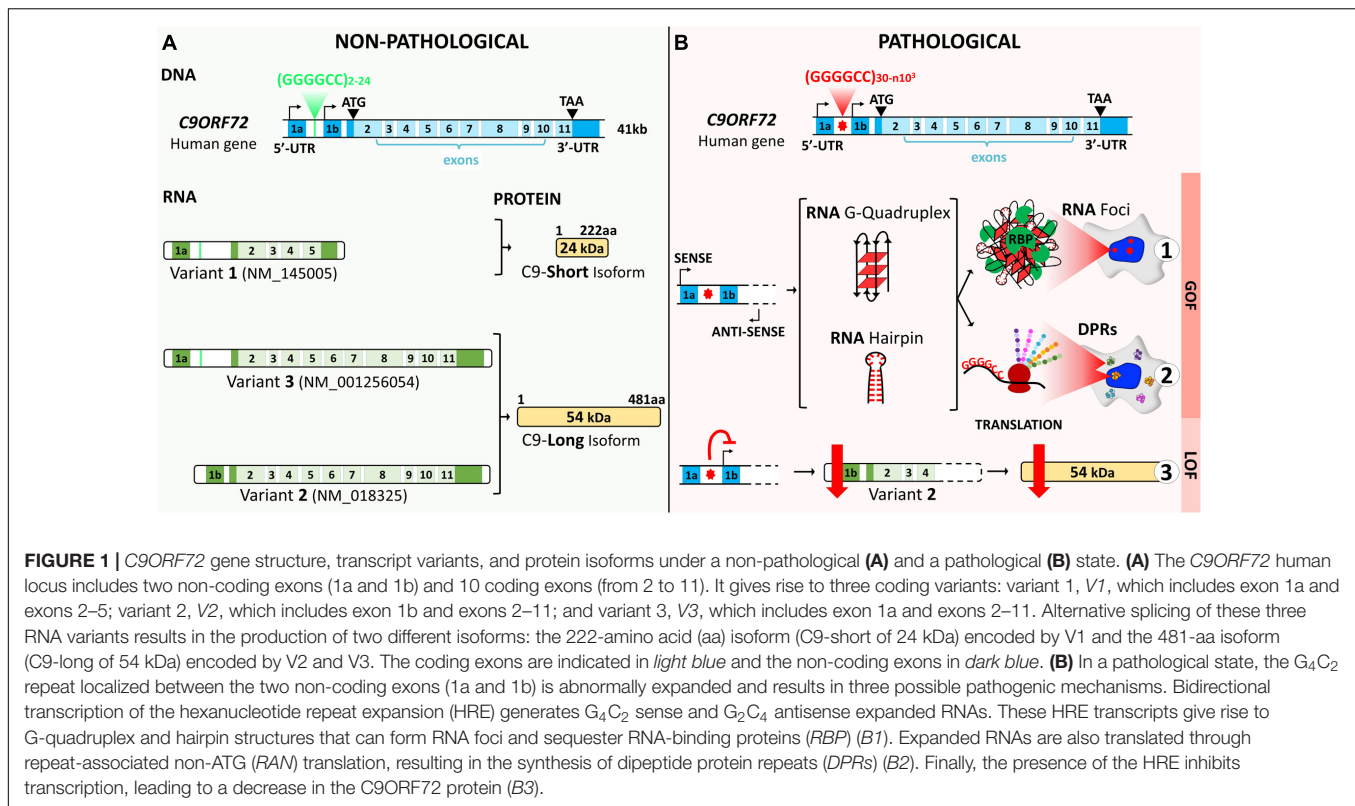 A
NON-PATHOLOGICAL
DNA
(GGGGCC)2-24
ATG
TAA
C9ORF72
Human gene
1a
1b
2
3
4
5
6
7
8
9
10
11
41kb
5'-UTR
exons
3'-UTR
RNA
PROTEIN
1a
2
3
4
5
Variant 1 (NM_145005)
1
222aa
24 kDa
C9-Short Isoform
1a
2
3
4
5
6
7
8
9
10
11
Variant 3 (NM_001256054)
1
481aa
54 kDa
C9-Long Isoform
1b
2
3
4
5
6
7
8
9
10
11
Variant 2 (NM_018325)
B
PATHOLOGICAL
(GGGGCC)30-n10³
ATG
TAA
C9ORF72
Human gene
1a
1b
2
3
4
5
6
7
8
9
10
11
5'-UTR
exons
3'-UTR
SENSE
1a
1b
ANTI-SENSE
RNA G-Quadruplex
RNA Hairpin
RBP
RNA Foci
1
DPRs
GGGGCC
2
TRANSLATION
GOF
1a
1b
1b
2
3
4
Variant 2
54 kDa
3
LOF
FIGURE 1 | C9ORF72 gene structure, transcript variants, and protein isoforms under a non-pathological (A) and a pathological (B) state. (A) The C9ORF72 human
locus includes two non-coding exons (1a and 1b) and 10 coding exons (from 2 to 11). It gives rise to three coding variants: variant 1, V1, which includes exon 1a and
exons 2–5; variant 2, V2, which includes exon 1b and exons 2–11; and variant 3, V3, which includes exon 1a and exons 2–11. Alternative splicing of these three
RNA variants results in the production of two different isoforms: the 222-amino acid (aa) isoform (C9-short of 24 kDa) encoded by V1 and the 481-aa isoform
(C9-long of 54 kDa) encoded by V2 and V3. The coding exons are indicated in light blue and the non-coding exons in dark blue. (B) In a pathological state, the G₄C₂
repeat localized between the two non-coding exons (1a and 1b) is abnormally expanded and results in three possible pathogenic mechanisms. Bidirectional
transcription of the hexanucleotide repeat expansion (HRE) generates G₄C₂ sense and G₂C₄ antisense expanded RNAs. These HRE transcripts give rise to
G-quadruplex and hairpin structures that can form RNA foci and sequester RNA-binding proteins (RBP) (B1). Expanded RNAs are also translated through
repeat-associated non-ATG (RAN) translation, resulting in the synthesis of dipeptide protein repeats (DPRs) (B2). Finally, the presence of the HRE inhibits
transcription, leading to a decrease in the C9ORF72 protein (B3).